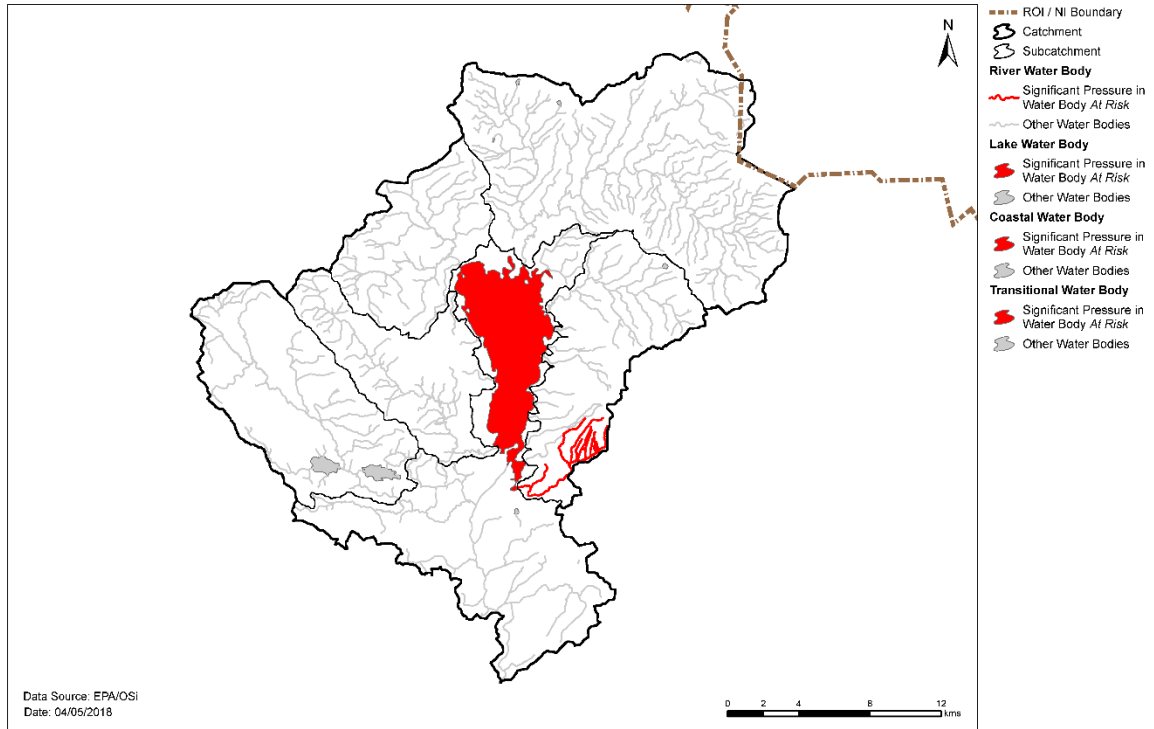 N
ROI / NI Boundary
Catchment
Subcatchment
River Water Body
Significant Pressure in
Water Body At Risk
Other Water Bodies
Lake Water Body
Significant Pressure in
Water Body At Risk
Other Water Bodies
Coastal Water Body
Significant Pressure in
Water Body At Risk
Other Water Bodies
Transitional Water Body
Significant Pressure in
Water Body At Risk
Other Water Bodies
Data Source: EPA/OSi
Date: 04/05/2018
0 2 4 8 12
kms